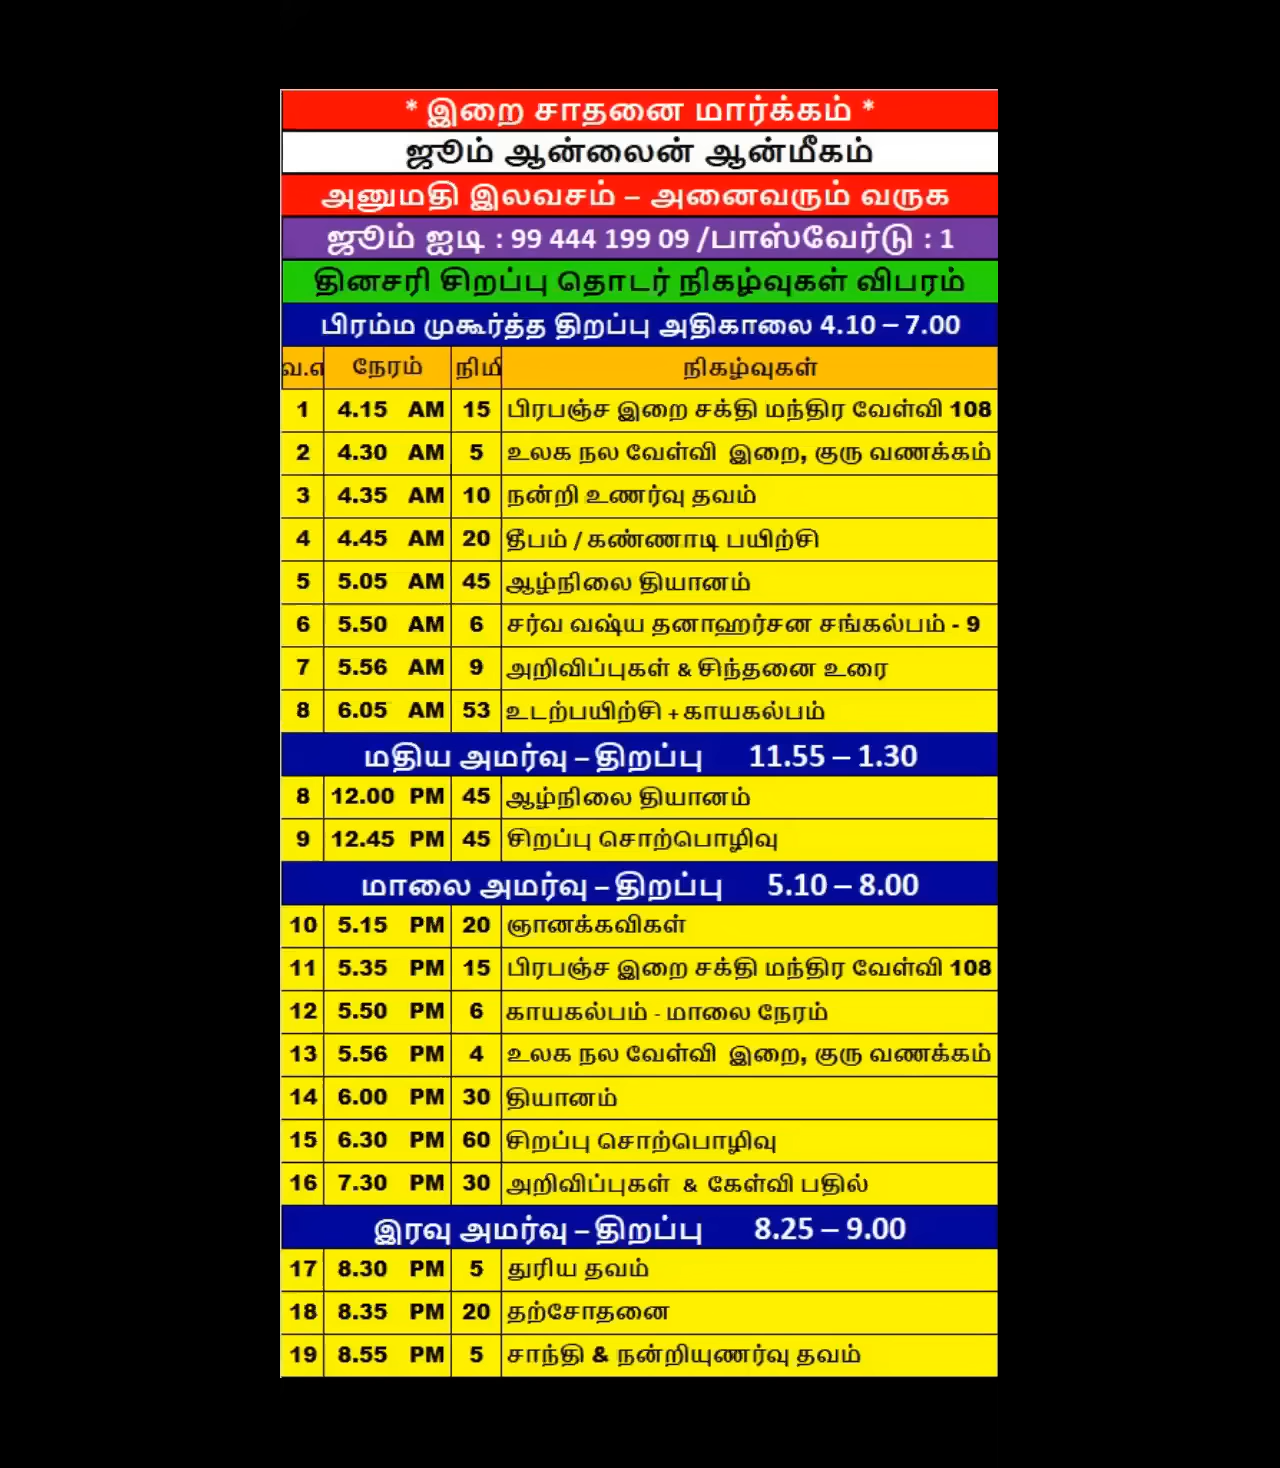 * இறை சாதனை மார்க்கம் *
ஜூம் ஆன்லைன் ஆன்மீகம்
அனுமதி இலவசம் – அனைவரும் வருக
ஜூம் ஐடி : 99 444 199 09 /பாஸ்வேர்டு : 1
தினசரி சிறப்பு தொடர் நிகழ்வுகள் விபரம்
பிரம்ம முகூர்த்த திறப்பு அதிகாலை 4.10 – 7.00
வ.எ நேரம் நிமி நிகழ்வுகள்
1 4.15 AM 15 பிரபஞ்ச இறை சக்தி மந்திர வேள்வி 108
2 4.30 AM 5 உலக நல வேள்வி இறை, குரு வணக்கம்
3 4.35 AM 10 நன்றி உணர்வு தவம்
4 4.45 AM 20 தீபம் / கண்ணாடி பயிற்சி
5 5.05 AM 45 ஆழ்நிலை தியானம்
6 5.50 AM 6 சர்வ வஷ்ய தனாஹர்சன சங்கல்பம் - 9
7 5.56 AM 9 அறிவிப்புகள் & சிந்தனை உரை
8 6.05 AM 53 உடற்பயிற்சி + காயகல்பம்
மதிய அமர்வு – திறப்பு 11.55 – 1.30
8 12.00 PM 45 ஆழ்நிலை தியானம்
9 12.45 PM 45 சிறப்பு சொற்பொழிவு
மாலை அமர்வு – திறப்பு 5.10 – 8.00
10 5.15 PM 20 ஞானக்கவிகள்
11 5.35 PM 15 பிரபஞ்ச இறை சக்தி மந்திர வேள்வி 108
12 5.50 PM 6 காயகல்பம் - மாலை நேரம்
13 5.56 PM 4 உலக நல வேள்வி இறை, குரு வணக்கம்
14 6.00 PM 30 தியானம்
15 6.30 PM 60 சிறப்பு சொற்பொழிவு
16 7.30 PM 30 அறிவிப்புகள் & கேள்வி பதில்
இரவு அமர்வு – திறப்பு 8.25 – 9.00
17 8.30 PM 5 துரிய தவம்
18 8.35 PM 20 தற்சோதனை
19 8.55 PM 5 சாந்தி & நன்றியுணர்வு தவம்